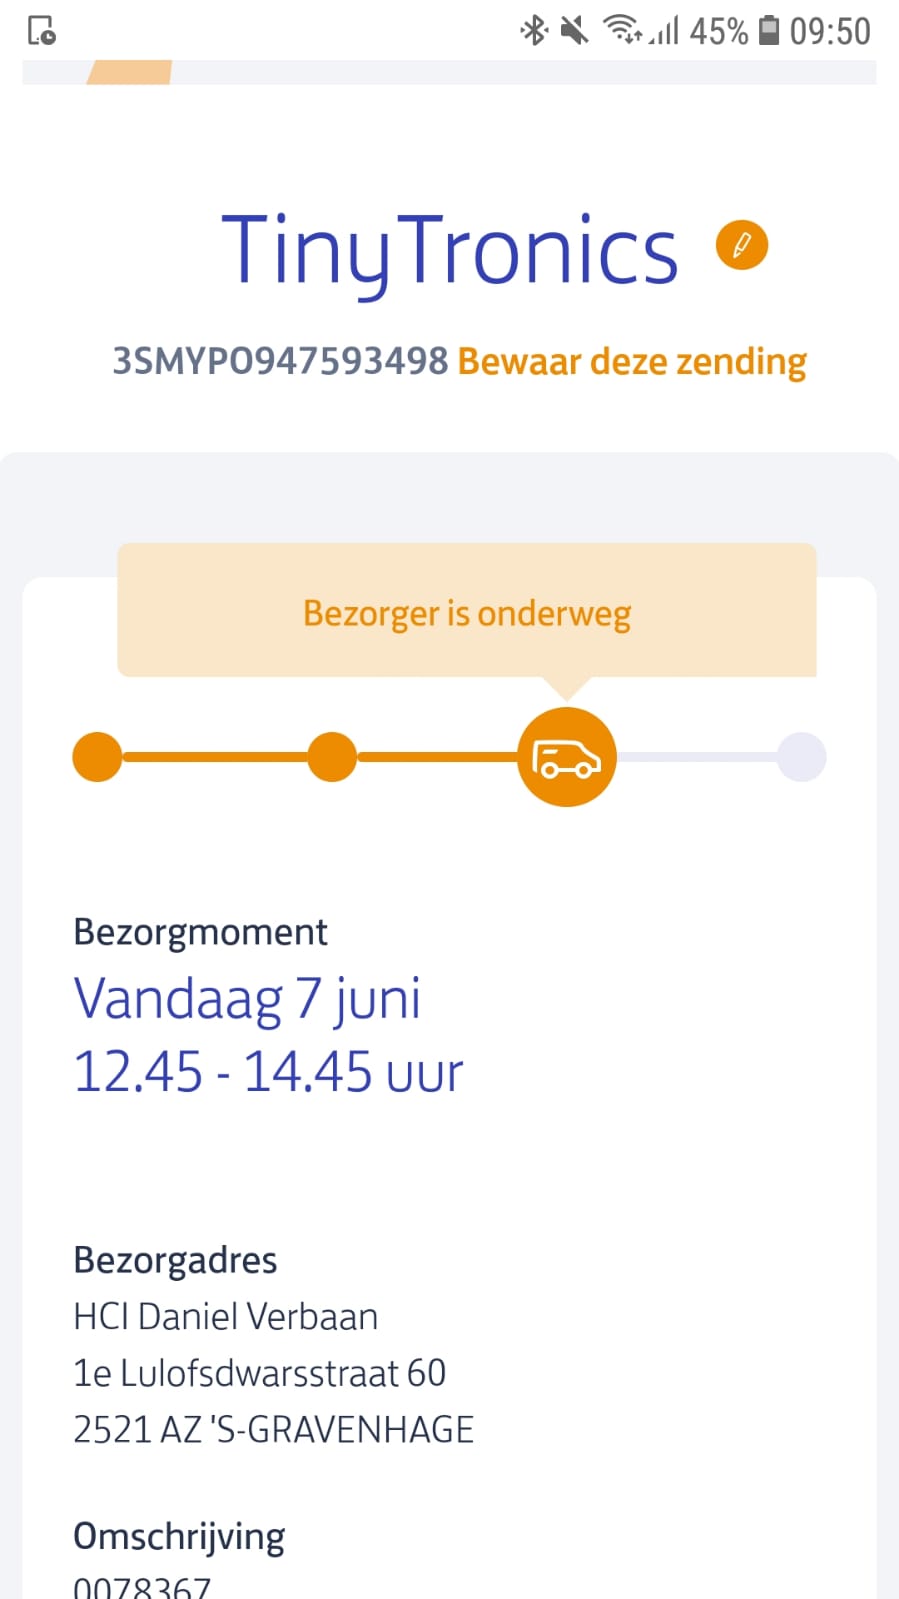 45% 09:50
TinyTronics
3SMYPO947593498 Bewaar deze zending
Bezorger is onderweg
Bezorgmoment
Vandaag 7 juni
12.45 - 14.45 uur
Bezorgadres
HCI Daniel Verbaan
1e Lulofsdwarsstraat 60
2521 AZ 'S-GRAVENHAGE
Omschrijving
0078367